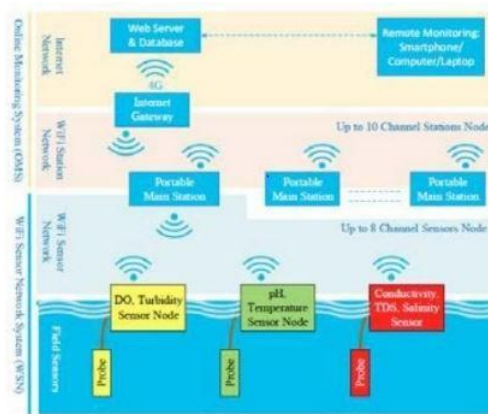 Online Monitoring System (OMS)
Internet
Network
Web Server
& Database
Remote Monitoring:
Smartphone/
Computer/Laptop
4G
Internet
Gateway
WiFi Station
Network
Up to 10 Channel Stations Node
Portable
Main Station
Portable
Main Station
Portable
Main Station
WiFi Sensor Network System (WSN)
WiFi Sensor
Network
Up to 8 Channel Sensors Node
DO, Turbidity
Sensor Node
pH,
Temperature
Sensor Node
Conductivity,
TDS, Salinity
Sensor
Field Sensors
Probe
Probe
Probe